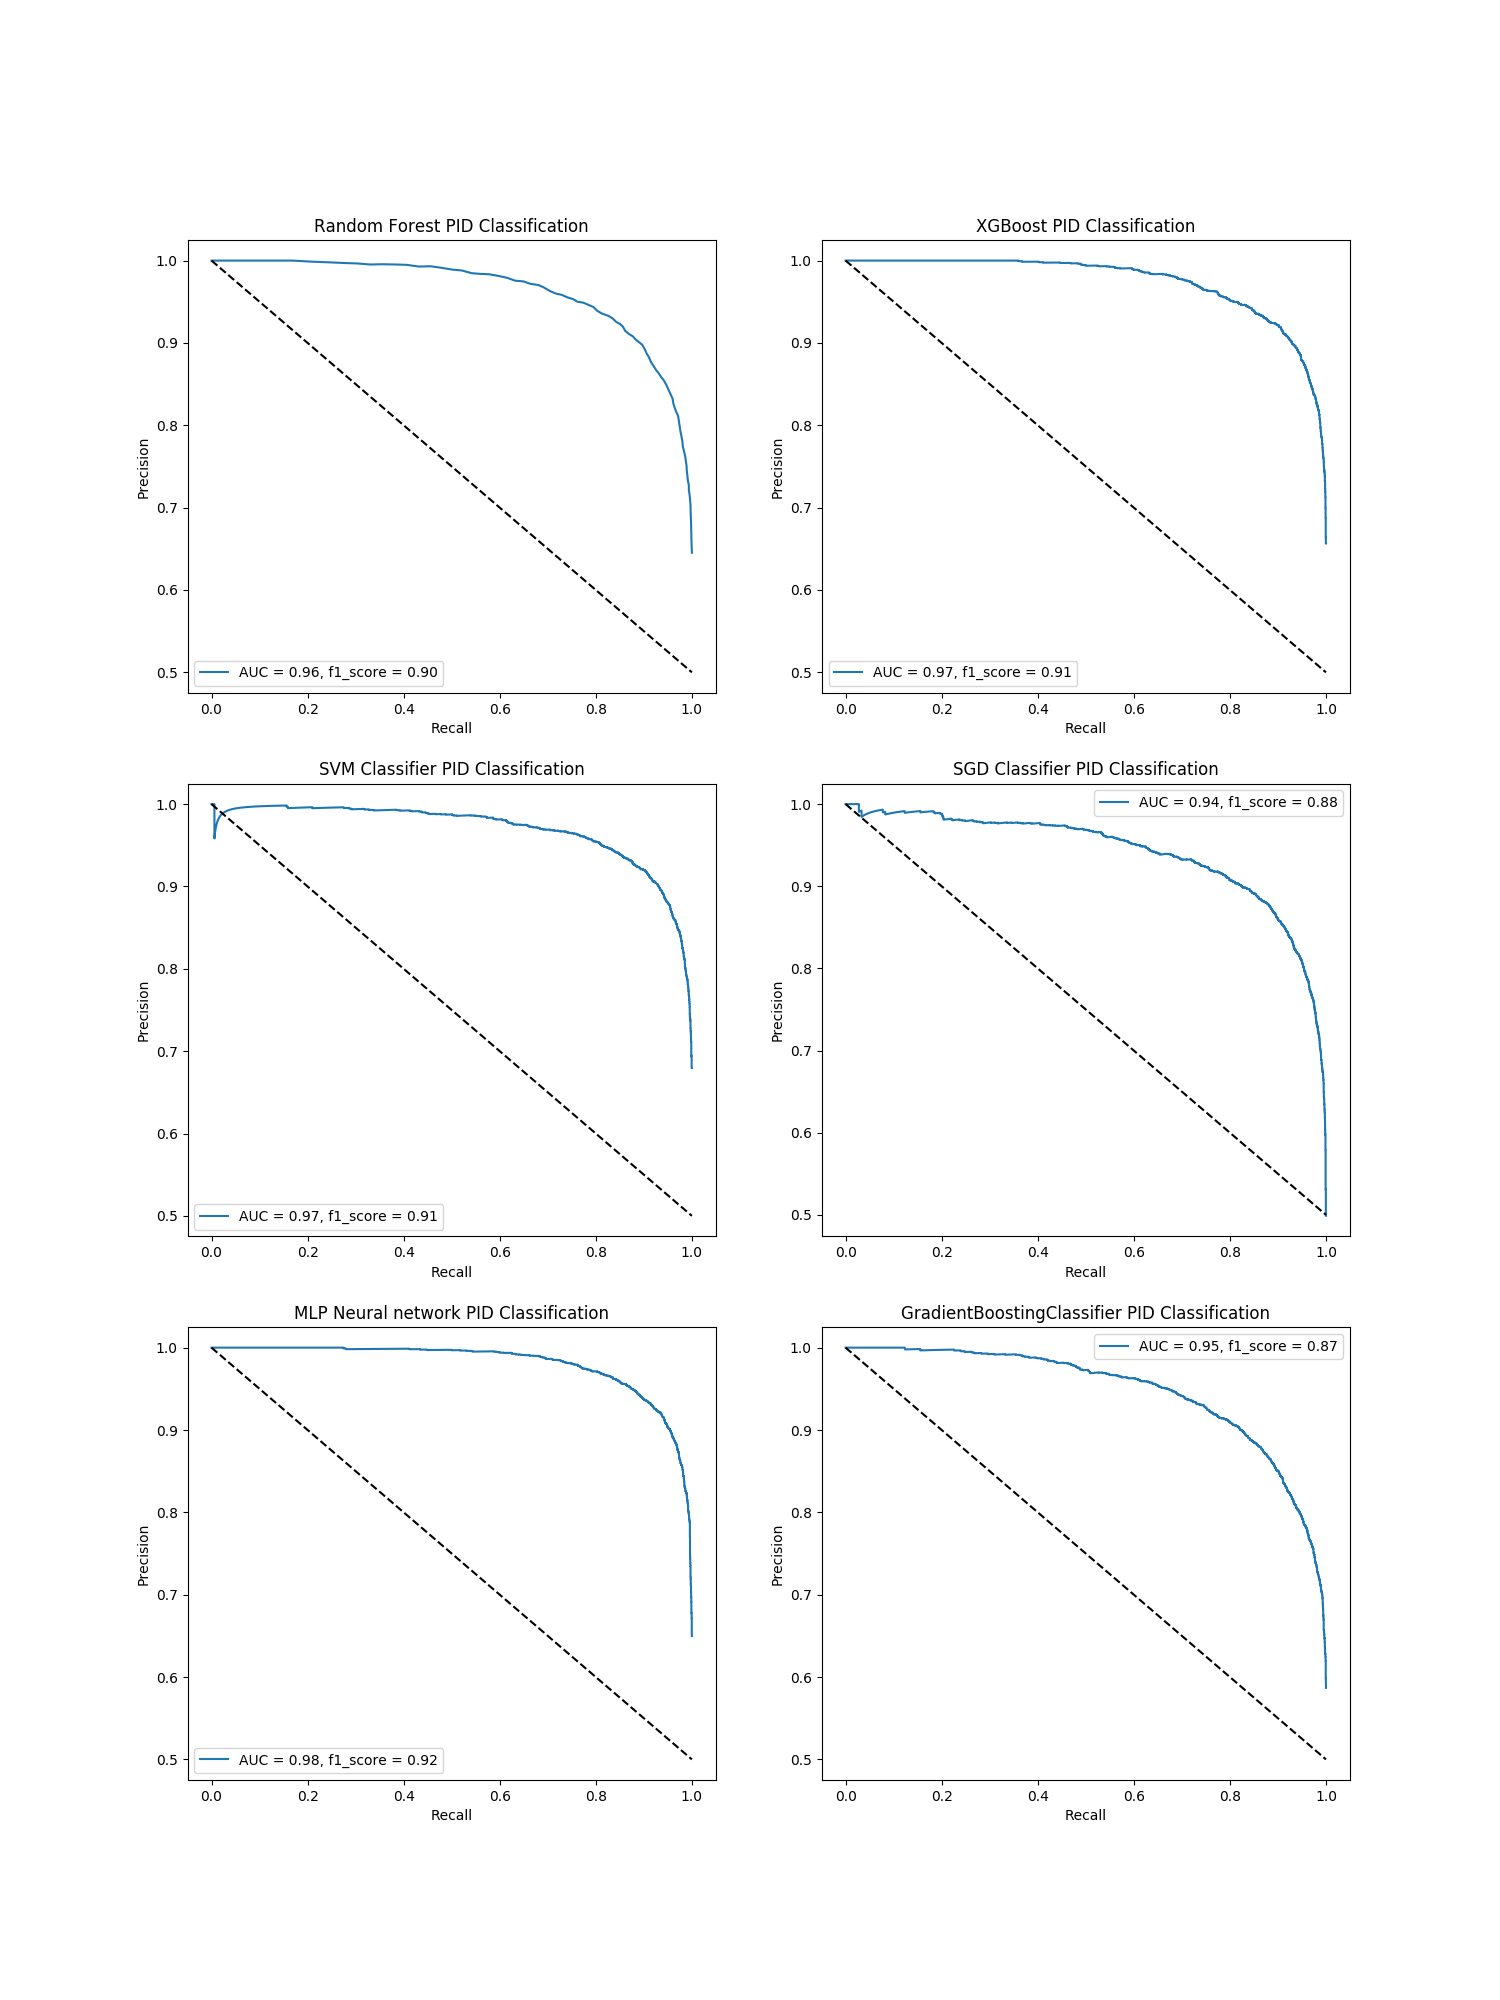 Random Forest PID Classification
1.0
0.9
0.8
0.7
0.6
0.5
Precision
AUC = 0.96, f1_score = 0.90
0.0 0.2 0.4 0.6 0.8 1.0
Recall
XGBoost PID Classification
1.0
0.9
0.8
0.7
0.6
0.5
Precision
AUC = 0.97, f1_score = 0.91
0.0 0.2 0.4 0.6 0.8 1.0
Recall
SVM Classifier PID Classification
1.0
0.9
0.8
0.7
0.6
0.5
Precision
AUC = 0.97, f1_score = 0.91
0.0 0.2 0.4 0.6 0.8 1.0
Recall
SGD Classifier PID Classification
AUC = 0.94, f1_score = 0.88
1.0
0.9
0.8
0.7
0.6
0.5
Precision
0.0 0.2 0.4 0.6 0.8 1.0
Recall
MLP Neural network PID Classification
1.0
0.9
0.8
0.7
0.6
0.5
Precision
AUC = 0.98, f1_score = 0.92
0.0 0.2 0.4 0.6 0.8 1.0
Recall
GradientBoostingClassifier PID Classification
AUC = 0.95, f1_score = 0.87
1.0
0.9
0.8
0.7
0.6
0.5
Precision
0.0 0.2 0.4 0.6 0.8 1.0
Recall